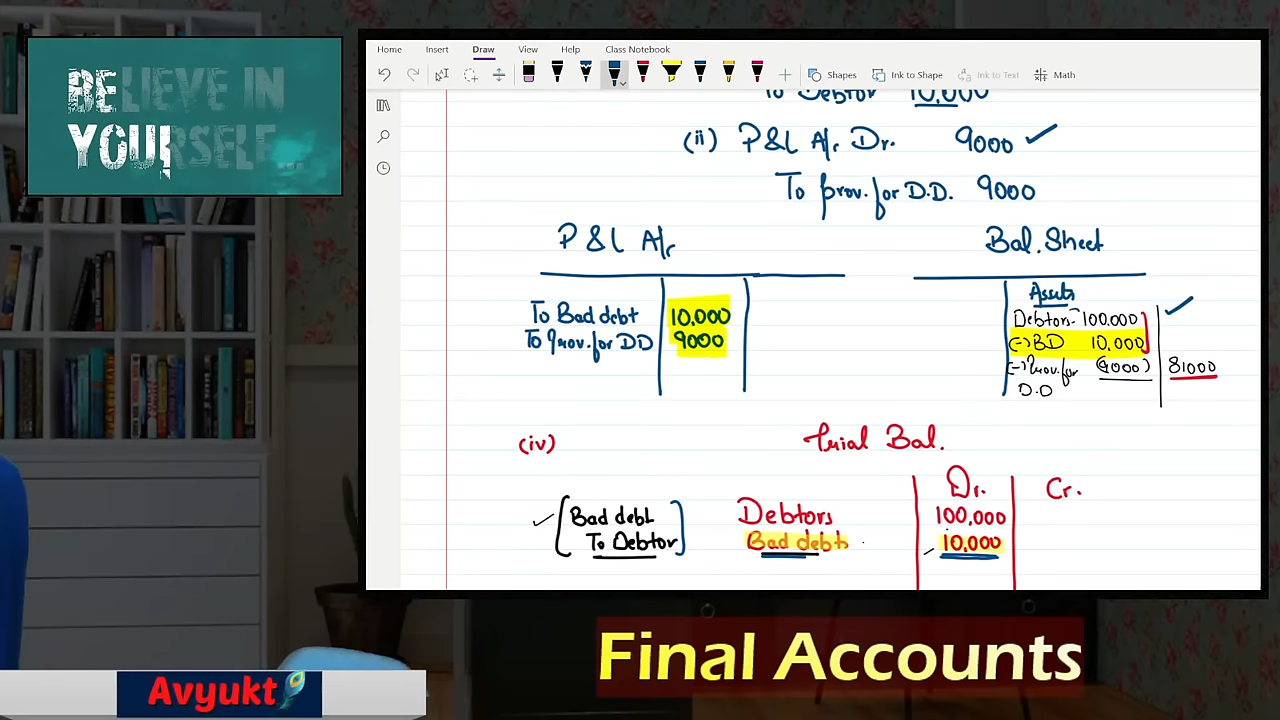 BELIEVE IN
YOURSELF...
Home Insert Draw View Help Class Notebook
Shapes Ink to Shape Ink to Text Math
To Debtor 10,000
(ii) P&L A/c Dr. 9000
To prov. for D.D. 9000
P & L A/c
To Bad debt 10,000
To Prov. for DD 9000
Bal. Sheet
Assets
Debtors - 100,000
(-) BD 10,000
(-) Prov. for (9000) 81000
D.D
(iv) Trial Bal.
Dr. Cr.
Bad debt Debtors 100,000
To Debtor Bad debts 10,000
Final Accounts
Avyukt